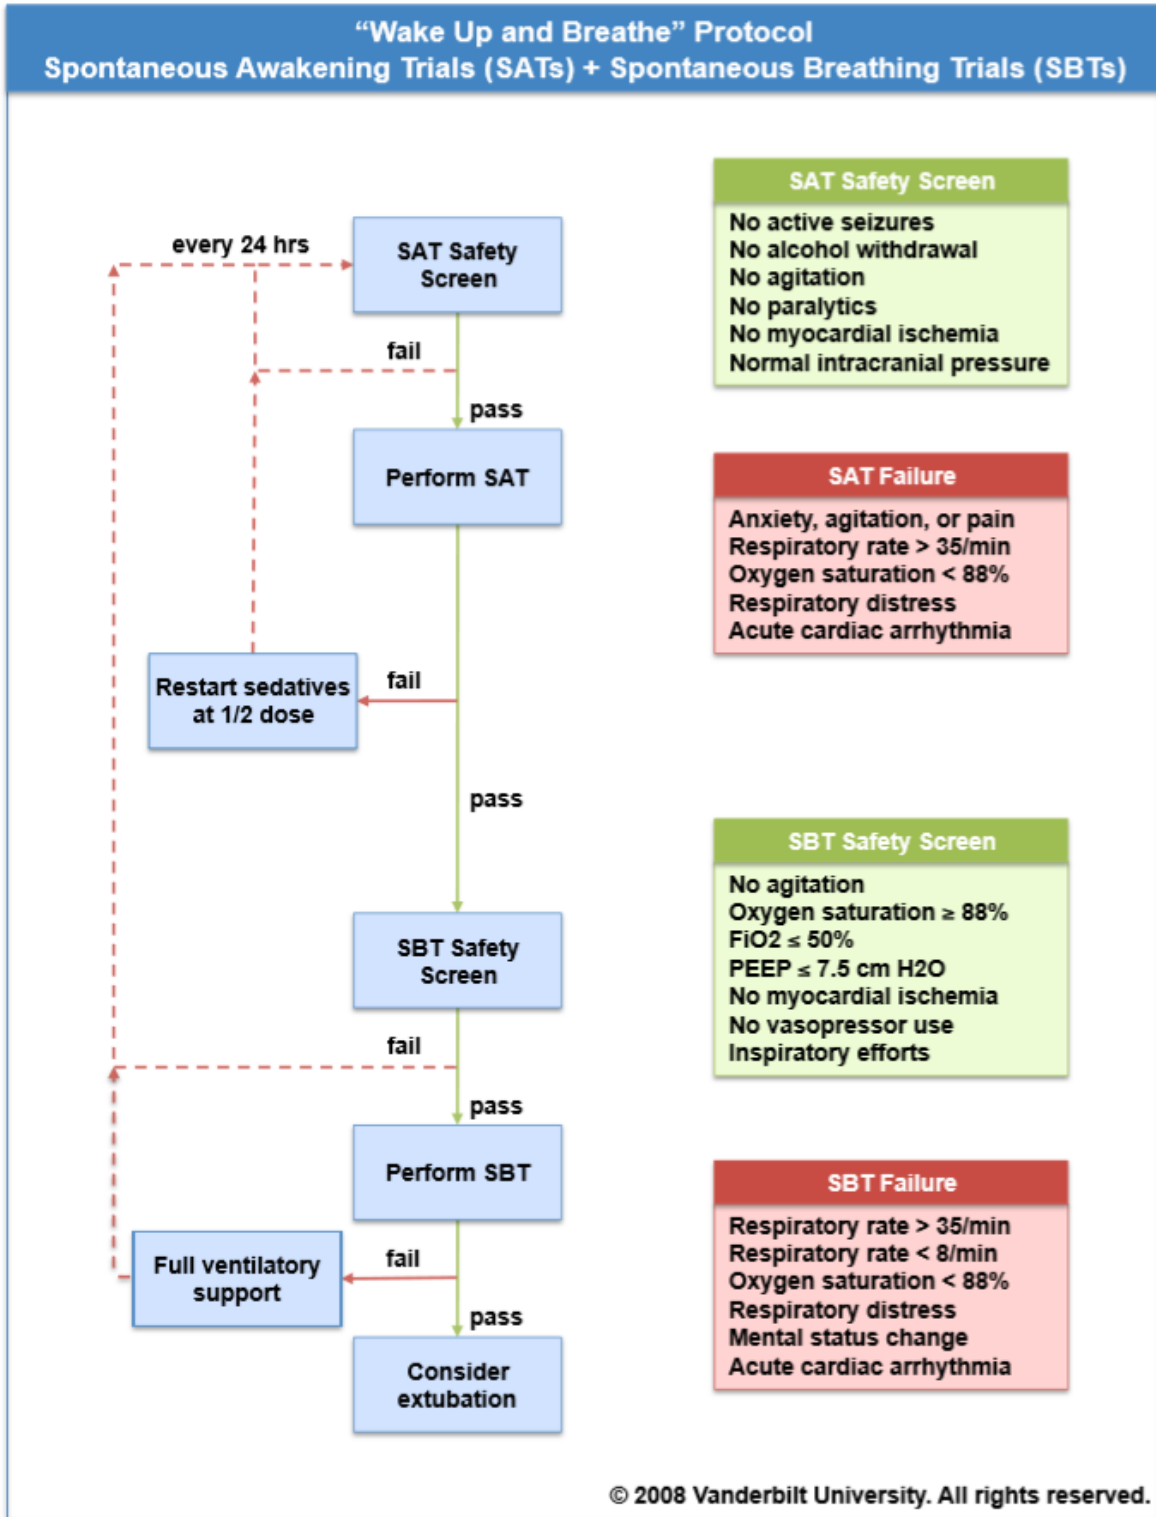 “Wake Up and Breathe” Protocol
Spontaneous Awakening Trials (SATs) + Spontaneous Breathing Trials (SBTs)
every 24 hrs
SAT Safety
Screen
fail
pass
Perform SAT
Restart sedatives
at 1/2 dose
fail
pass
SBT Safety
Screen
fail
pass
Perform SBT
Full ventilatory
support
fail
pass
Consider
extubation
SAT Safety Screen
No active seizures
No alcohol withdrawal
No agitation
No paralytics
No myocardial ischemia
Normal intracranial pressure
SAT Failure
Anxiety, agitation, or pain
Respiratory rate > 35/min
Oxygen saturation < 88%
Respiratory distress
Acute cardiac arrhythmia
SBT Safety Screen
No agitation
Oxygen saturation ≥ 88%
FiO2 ≤ 50%
PEEP ≤ 7.5 cm H2O
No myocardial ischemia
No vasopressor use
Inspiratory efforts
SBT Failure
Respiratory rate > 35/min
Respiratory rate < 8/min
Oxygen saturation < 88%
Respiratory distress
Mental status change
Acute cardiac arrhythmia
© 2008 Vanderbilt University. All rights reserved.